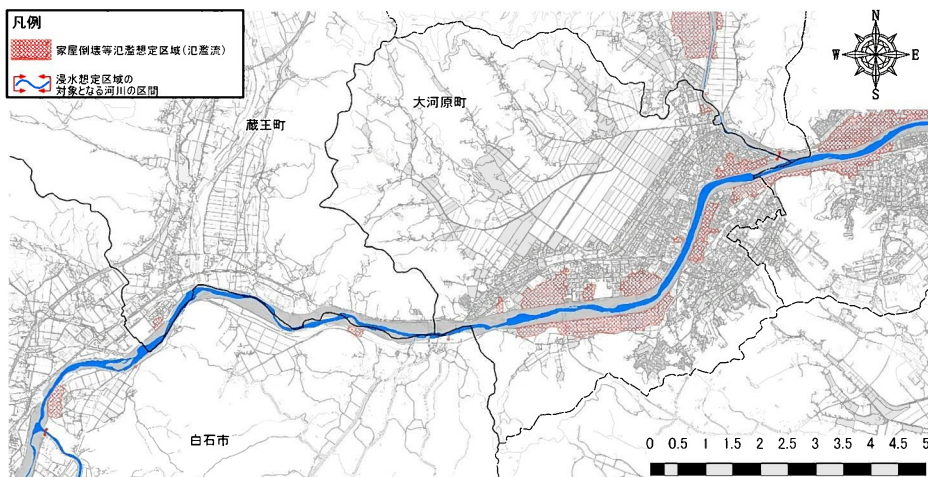 凡例
家屋倒壊等氾濫想定区域(氾濫流)
浸水想定区域の
対象となる河川の区間
N
W E
S
大河原町
蔵王町
白石市
0 0.5 1 1.5 2 2.5 3 3.5 4 4.5 5